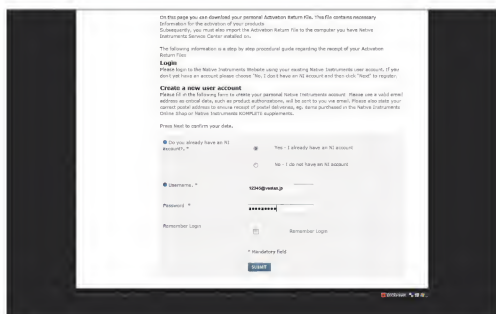 On this page you can download your personal Activation Return file. This file contains necessary
Information for the activation of your products
Subsequently, you must also import the Activation Return file to the computer you have Native
Instruments Service Center installed on.
The following information is a step by step procedural guide regarding the receipt of your Activation
Return Files
Login
Please login to the Native Instruments Website using your existing Native Instruments user account. If you
don't yet have an account please choose "No, I dont have an NI account and then click "Next" to register.
Create a new user account
Please fill in the following here to create your personal Native Instruments account. Please use a valid email
address as critical data, such as product authorisations, will be sent to you via email. Please also state your
correct postal address to ensure receipt of postal deliveries, eg. items purchased in the Native Instruments
Online Shop or Native Instruments KOMPLETE supplements.
Press Next to confirm your data.
Do you already have an NI
account?. *
Yes - I already have an NI account
No - I do not have an NI account
Username. *
Password *
Remember Login
Remember Login
* Mandatory field
SUBMIT